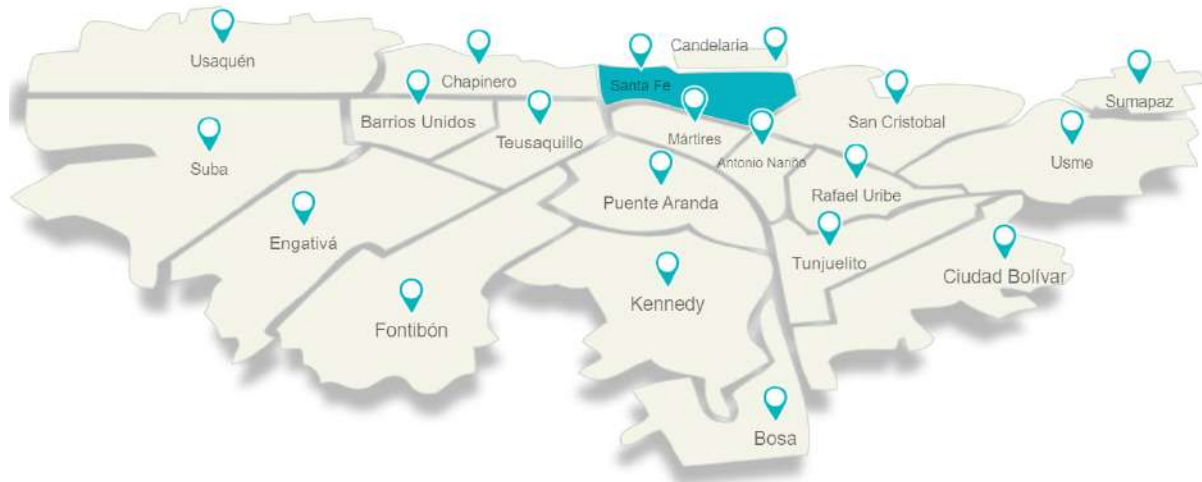 Usaquén
Chapinero
Santa Fe
Candelaria
Sumapaz
Suba
Barrios Unidos
Teusaquillo
Mártires
Antonio Nariño
San Cristobal
Usme
Engativá
Puente Aranda
Rafael Uribe
Fontibón
Kennedy
Tunjuelito
Ciudad Bolívar
Bosa